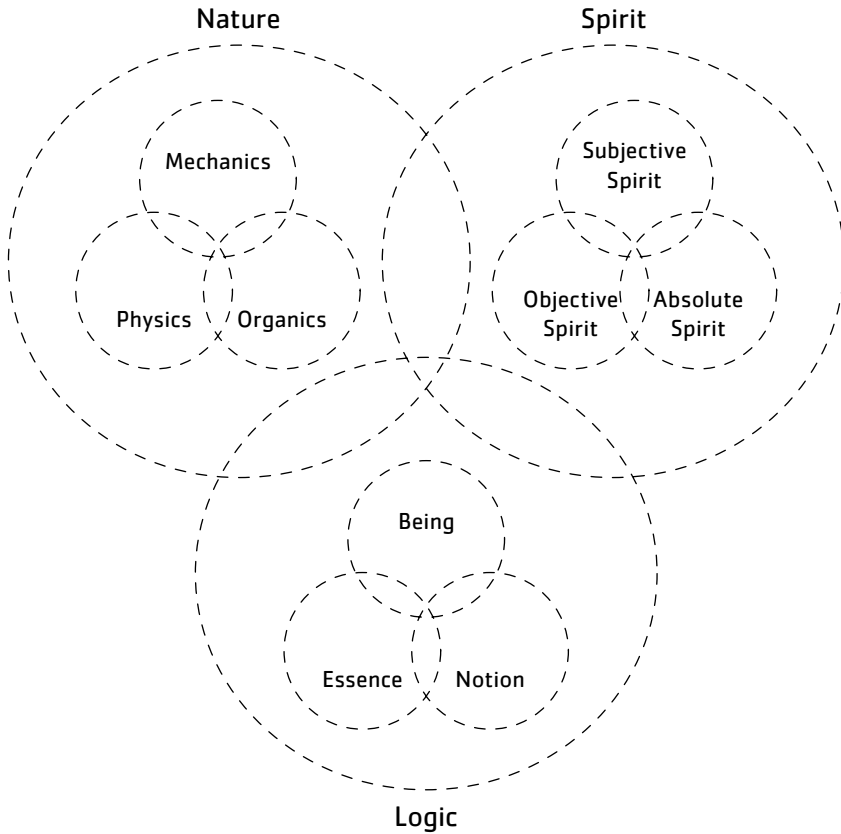 Nature
Spirit
Mechanics
Physics
Organics
Subjective
Spirit
Objective
Spirit
Absolute
Spirit
Being
Essence
Notion
Logic